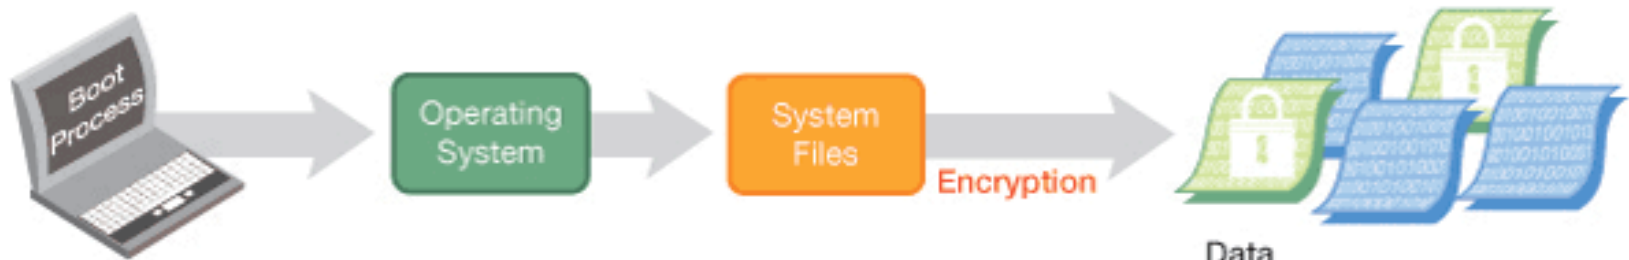 Boot
Process
Operating
System
System
Files
Encryption
Data